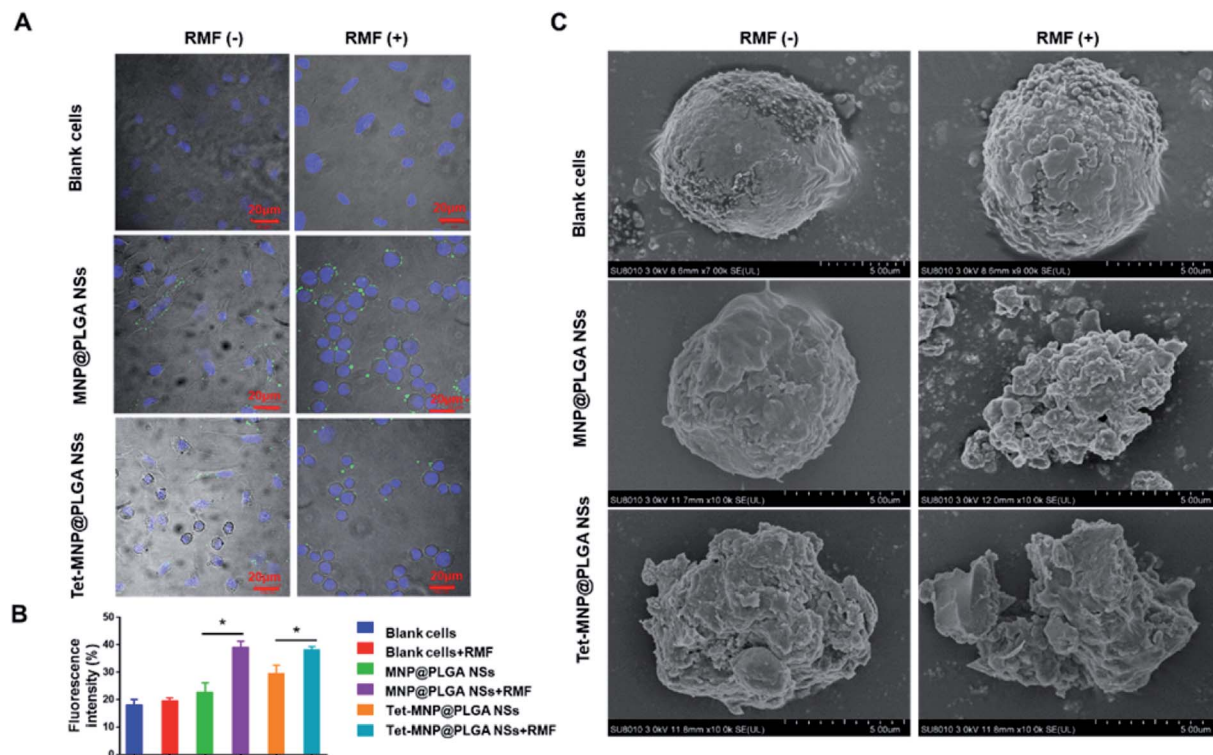 A
RMF (-)
RMF (+)
Blank cells
20μm
20μm
MNP@PLGA NSs
20μm
20μm
Tet-MNP@PLGA NSs
20μm
20μm
B
Fluorescence
Intensity (%)
50
40
30
20
10
0
*
*
Blank cells
Blank cells+RMF
MNP@PLGA NSs
MNP@PLGA NSs+RMF
Tet-MNP@PLGA NSs
Tet-MNP@PLGA NSs+RMF
C
RMF (-)
RMF (+)
Blank cells
SU8010 3.0kV 8.6mm x7.00k SE(UL) 5.00um
SU8010 3.0kV 8.6mm x9.00k SE(UL) 5.00um
MNP@PLGA NSs
SU8010 3.0kV 11.7mm x10.0k SE(UL) 5.00um
SU8010 3.0kV 12.0mm x10.0k SE(UL) 5.00um
Tet-MNP@PLGA NSs
SU8010 3.0kV 11.6mm x10.0k SE(UL) 5.00um
SU8010 3.0kV 11.8mm x10.0k SE(UL) 5.00um